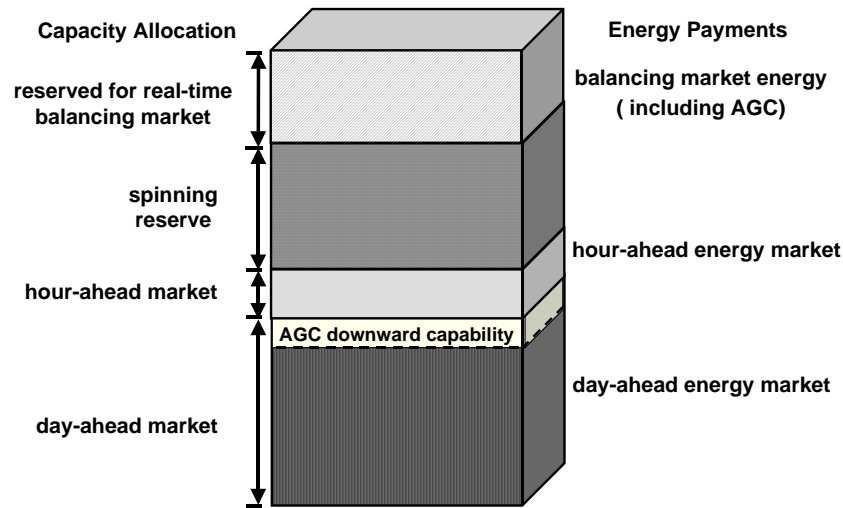 Capacity Allocation
Energy Payments
reserved for real-time
balancing market
balancing market energy
( including AGC)
spinning
reserve
hour-ahead energy market
hour-ahead market
AGC downward capability
day-ahead energy market
day-ahead market